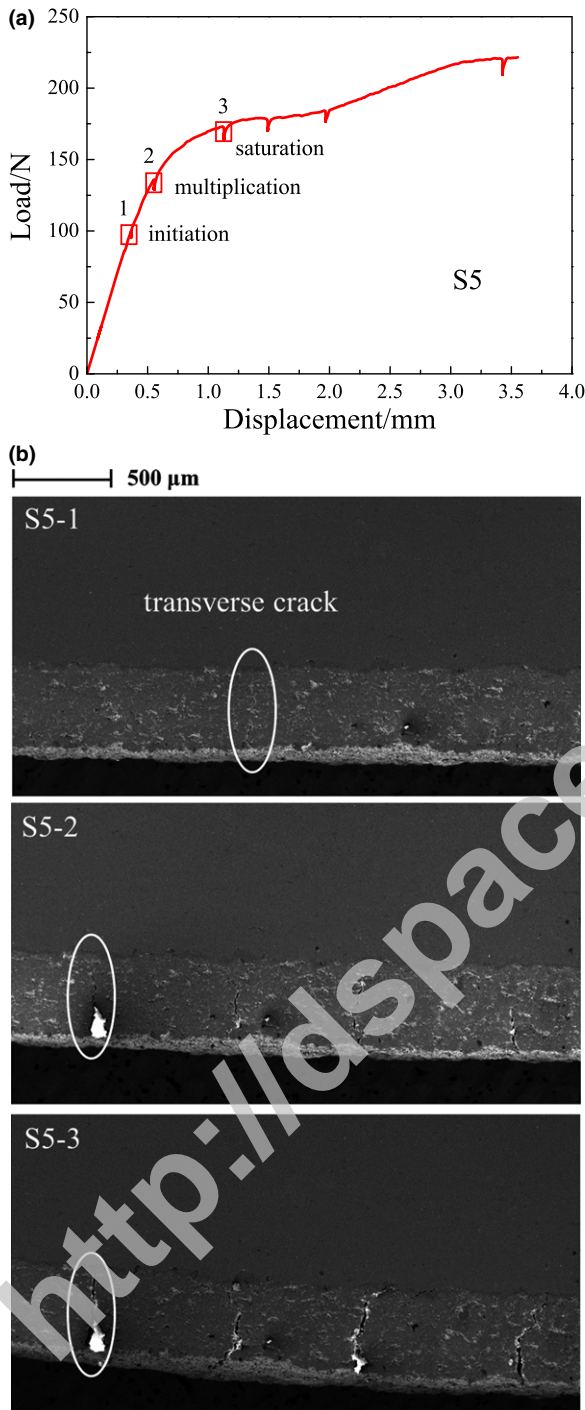 (a)
250
200
150
100
50
0
Load/N
3
saturation
2
multiplication
1
initiation
S5
0.0 0.5 1.0 1.5 2.0 2.5 3.0 3.5 4.0
Displacement/mm
(b)
500 µm
S5-1
transverse crack
S5-2
S5-3
http://dspace